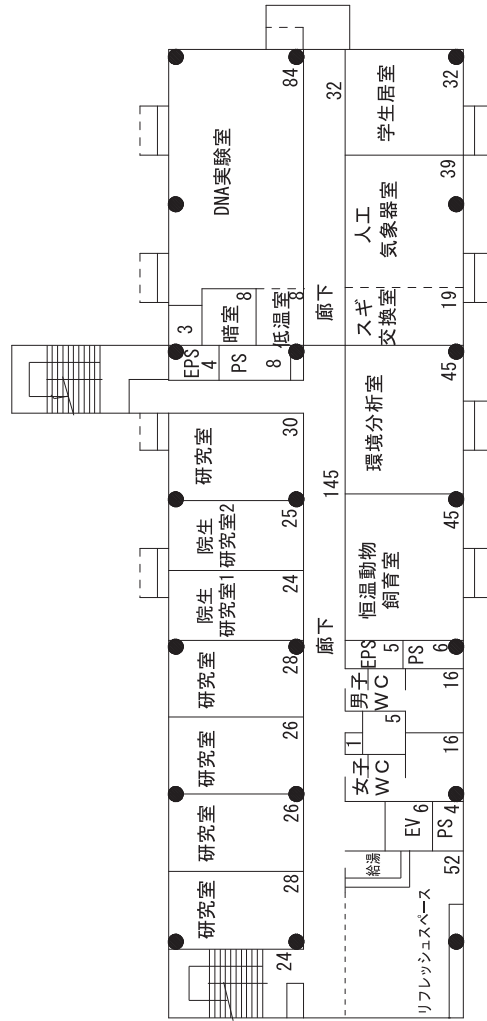 DNA実験室
84
3
暗室
8
低温室
8
EPS
4
PS
8
研究室
30
院生
研究室2
25
院生
研究室1
24
研究室
28
研究室
26
研究室
26
研究室
28
24
廊下
32
廊下
145
学生居室
32
人工
気象器室
39
スギ
交換室
19
環境分析室
45
恒温動物
飼育室
45
EPS
5
PS
6
男子
WC
16
1
5
女子
WC
16
EV
6
PS
4
給湯
リフレッシュスペース
52